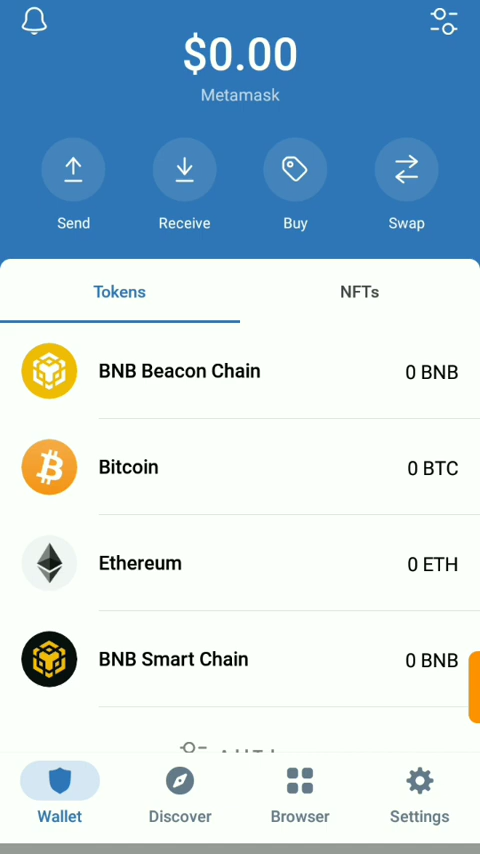 $0.00
Metamask
Send
Receive
Buy
Swap
Tokens
NFTs
BNB Beacon Chain
0 BNB
Bitcoin
0 BTC
Ethereum
0 ETH
BNB Smart Chain
0 BNB
Wallet
Discover
Browser
Settings